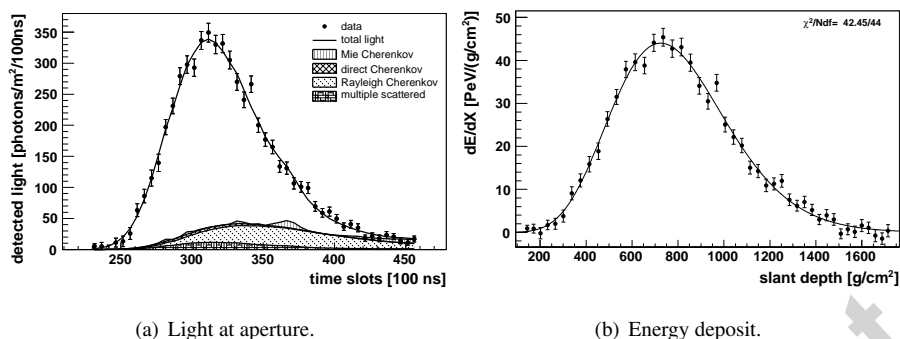 detected light [photons/m²/100ns]
350
300
250
200
150
100
50
0
250
300
350
400
450
time slots [100 ns]
data
total light
Mie Cherenkov
direct Cherenkov
Rayleigh Cherenkov
multiple scattered
(a) Light at aperture.
dE/dX [PeV/(g/cm²)]
50
40
30
20
10
0
200
400
600
800
1000
1200
1400
1600
slant depth [g/cm²]
χ²/Ndf= 42.45/44
(b) Energy deposit.